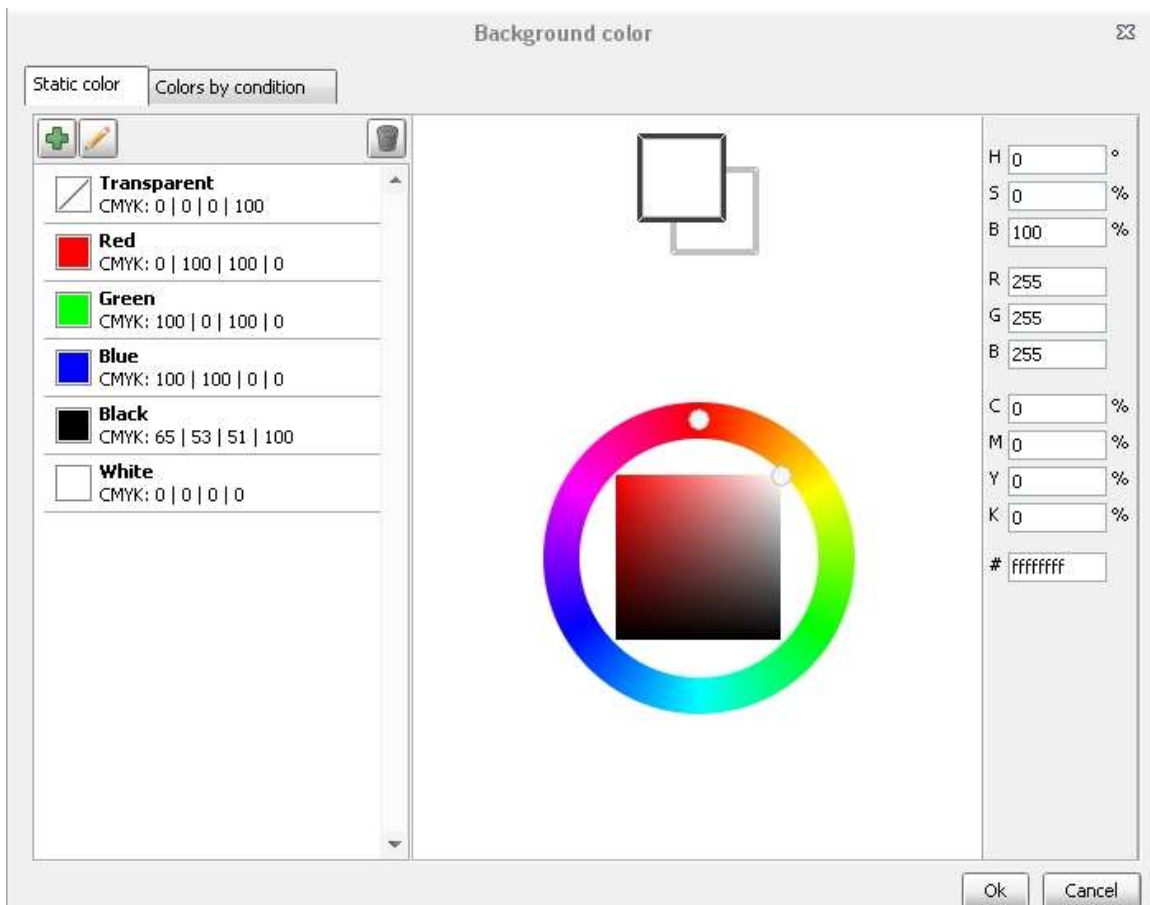 Background color
Static color
Colors by condition
Transparent
CMYK: 0 | 0 | 0 | 100
Red
CMYK: 0 | 100 | 100 | 0
Green
CMYK: 100 | 0 | 100 | 0
Blue
CMYK: 100 | 100 | 0 | 0
Black
CMYK: 65 | 53 | 51 | 100
White
CMYK: 0 | 0 | 0 | 0
H 0 °
S 0 %
B 100 %
R 255
G 255
B 255
C 0 %
M 0 %
Y 0 %
K 0 %
# ffffffff
Ok
Cancel